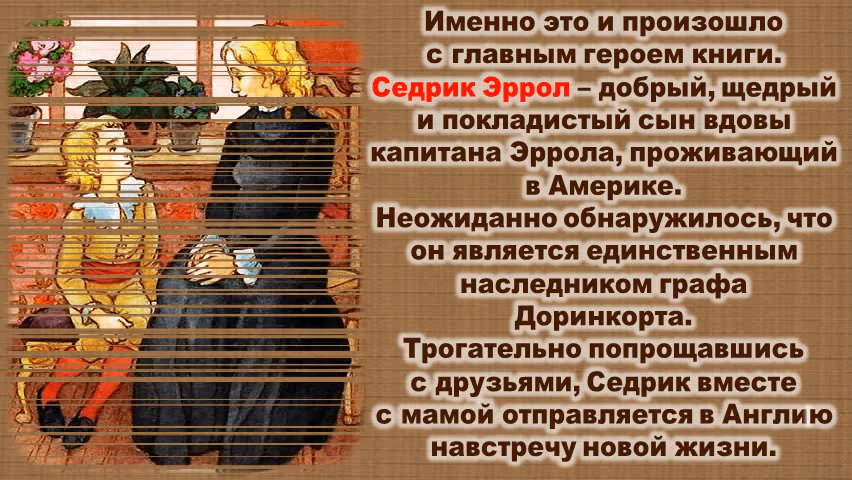 Именно это и произошло
с главным героем книги.
Седрик Эррол – добрый, щедрый
и покладистый сын вдовы
капитана Эррола, проживающий
в Америке.
Неожиданно обнаружилось, что
он является единственным
наследником графа
Доринкорта.
Трогательно попрощавшись
с друзьями, Седрик вместе
с мамой отправляется в Англию
навстречу новой жизни.